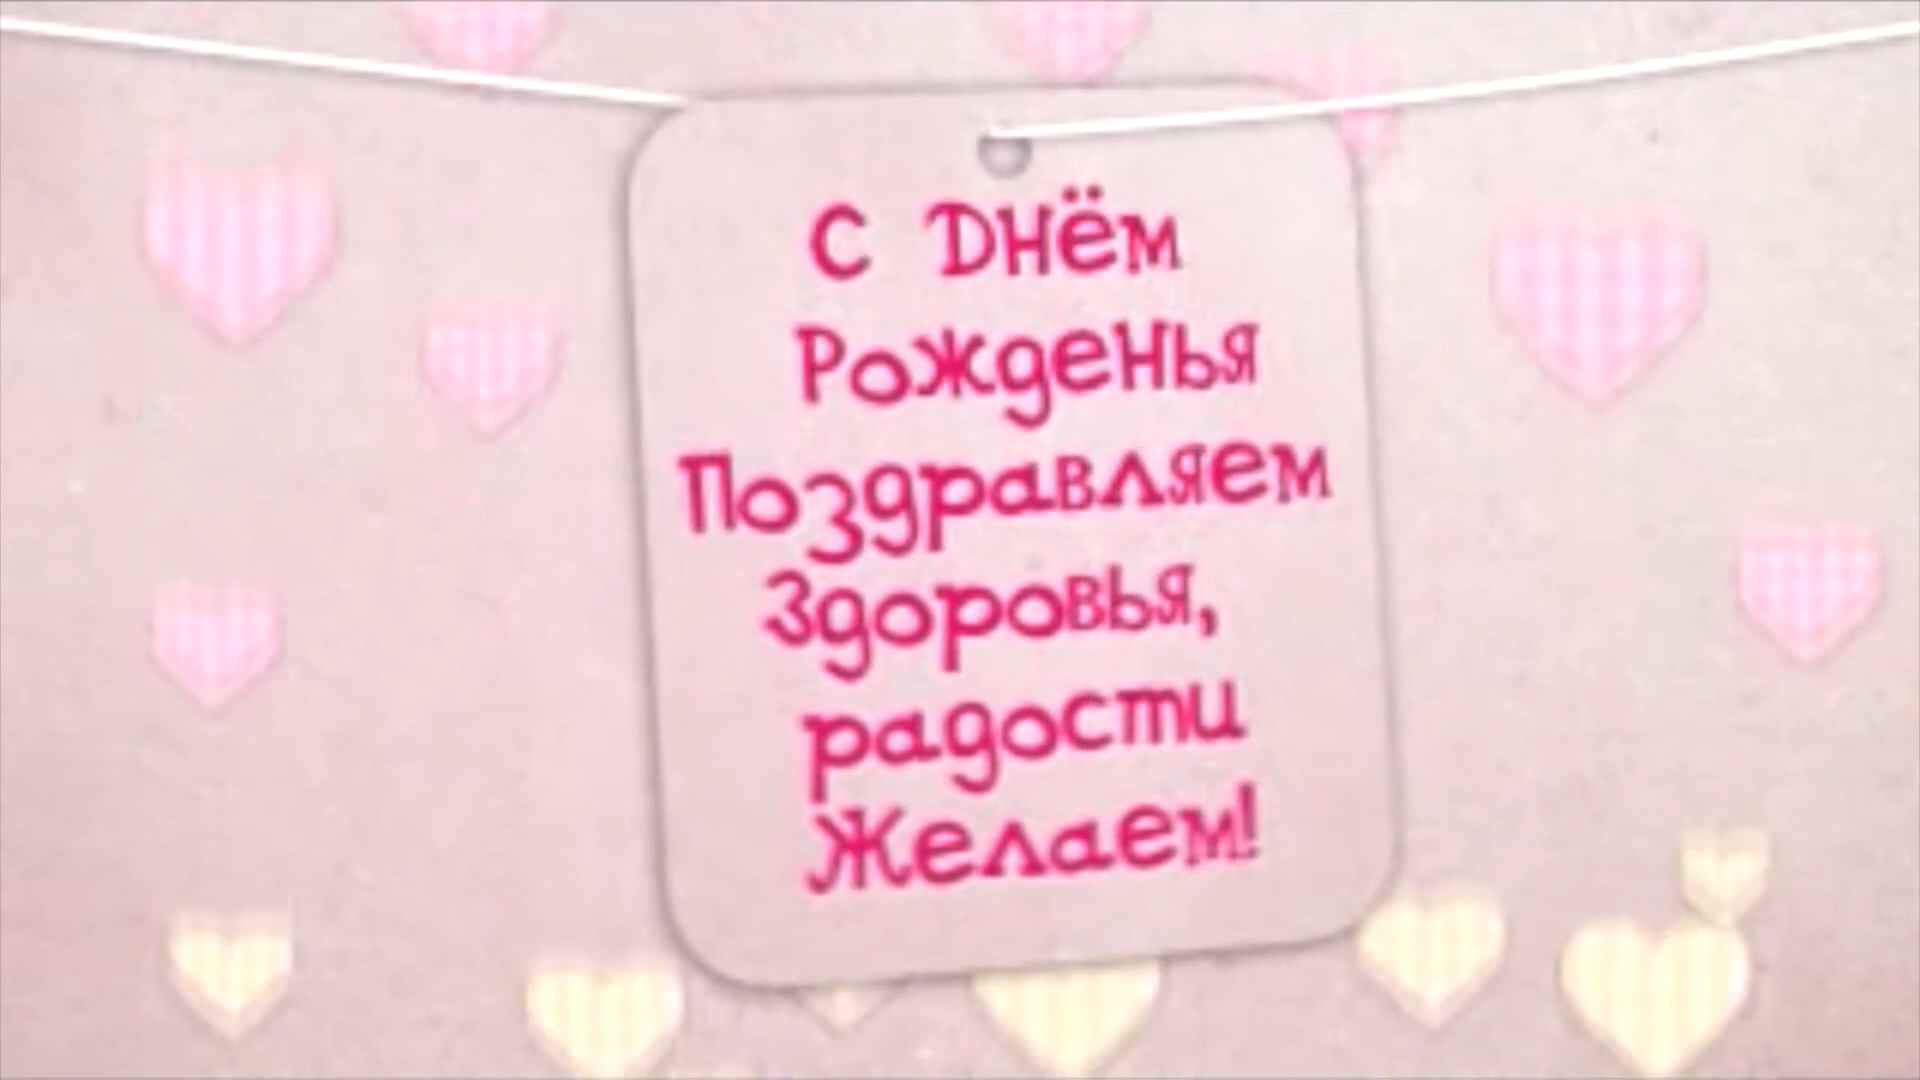 С Днём
Рожденья
Поздравляем
Здоровья,
радости
Желаем!